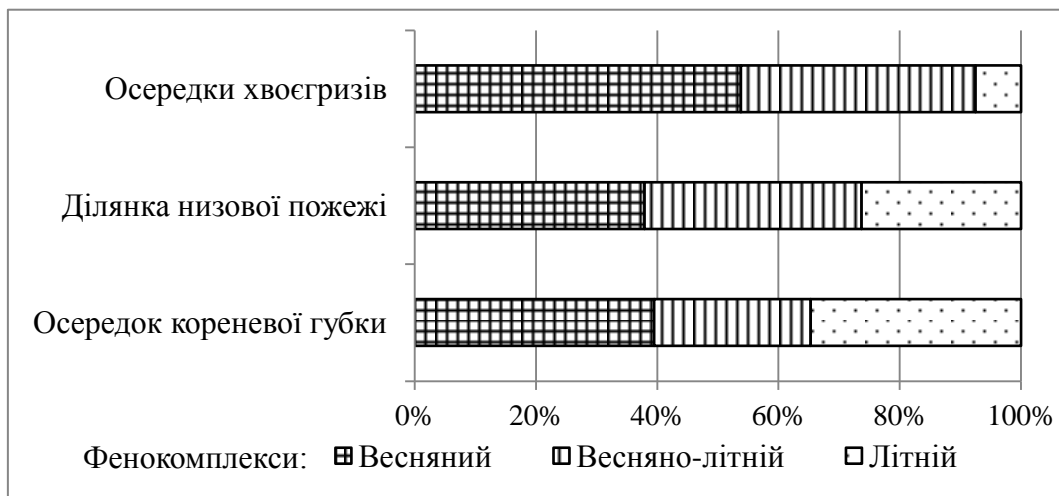 Осередки хвоєгризів
Ділянка низової пожежі
Осередок кореневої губки
0% 20% 40% 60% 80% 100%
Фенокомплекси: Весняний Весняно-літній Літній